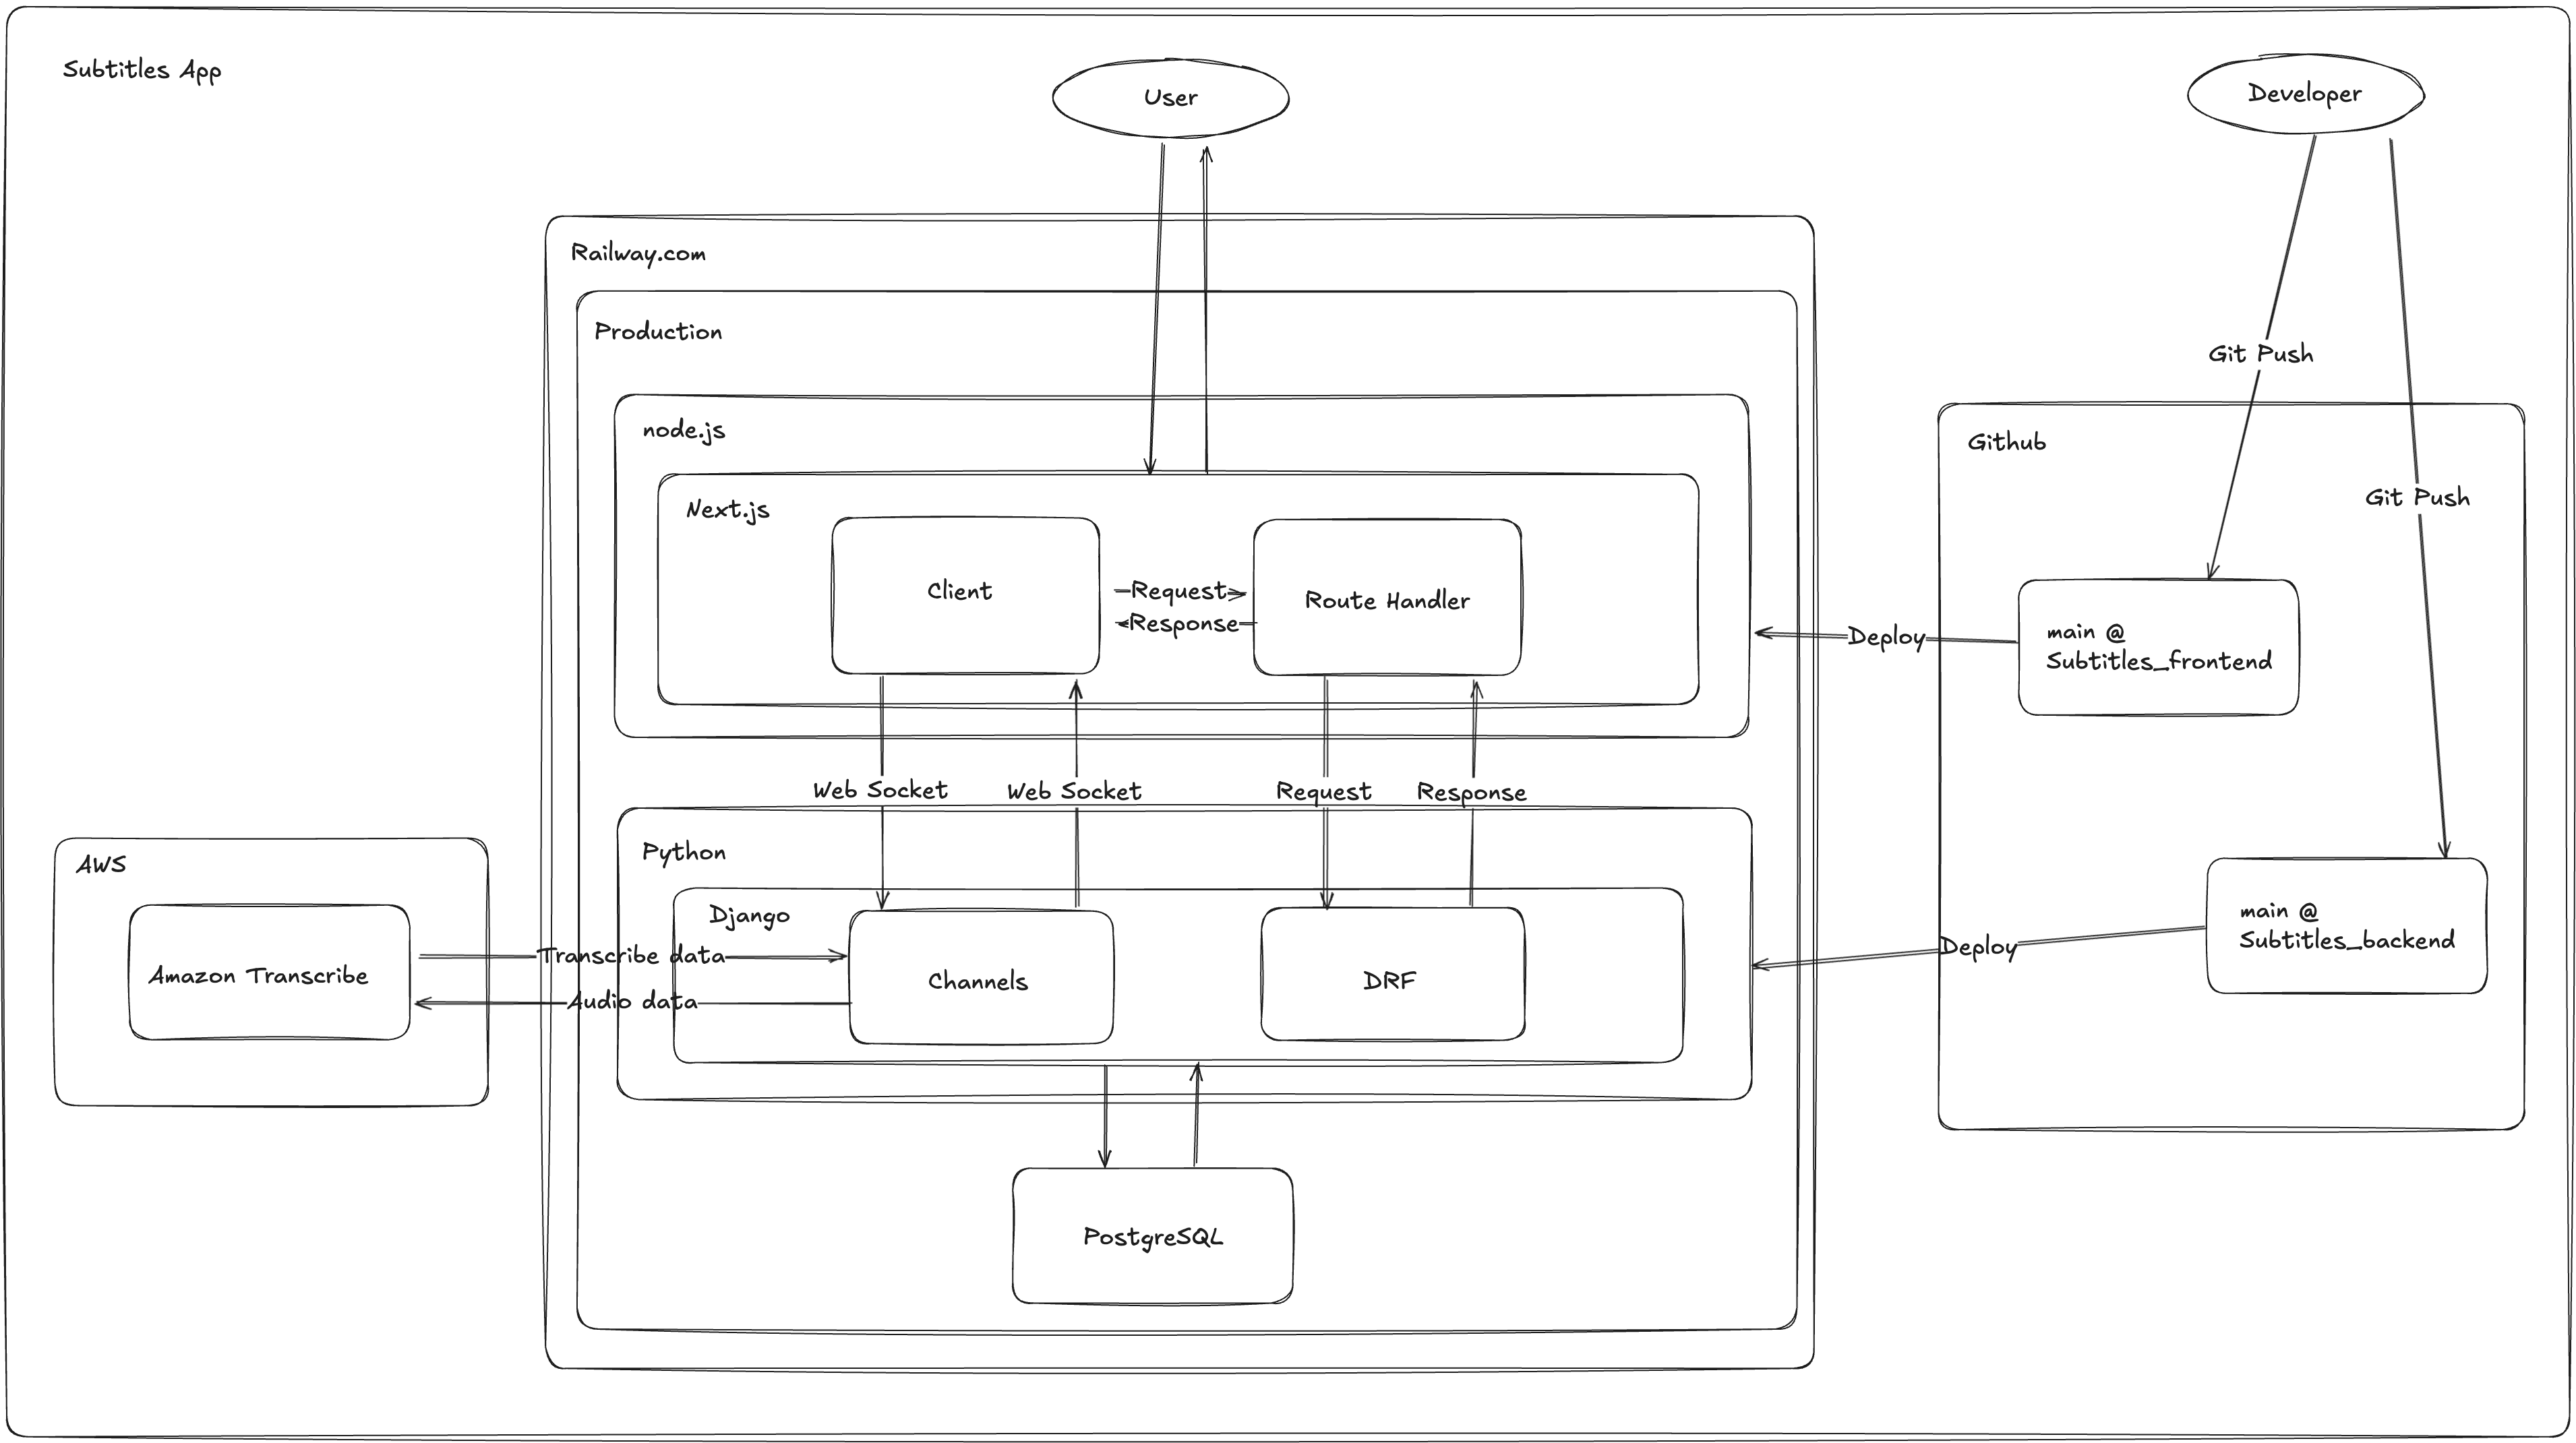 Subtitles App
User
Developer
Railway.com
Production
Git Push
node.js
Github
Next.js
Git Push
Client
Request
Route Handler
Response
Deploy
main @
Subtitles_frontend
Web Socket
Web Socket
Request
Response
Python
AWS
Django
main @
Subtitles_backend
Transcribe data
Deploy
Amazon Transcribe
Channels
DRF
Audio data
PostgreSQL